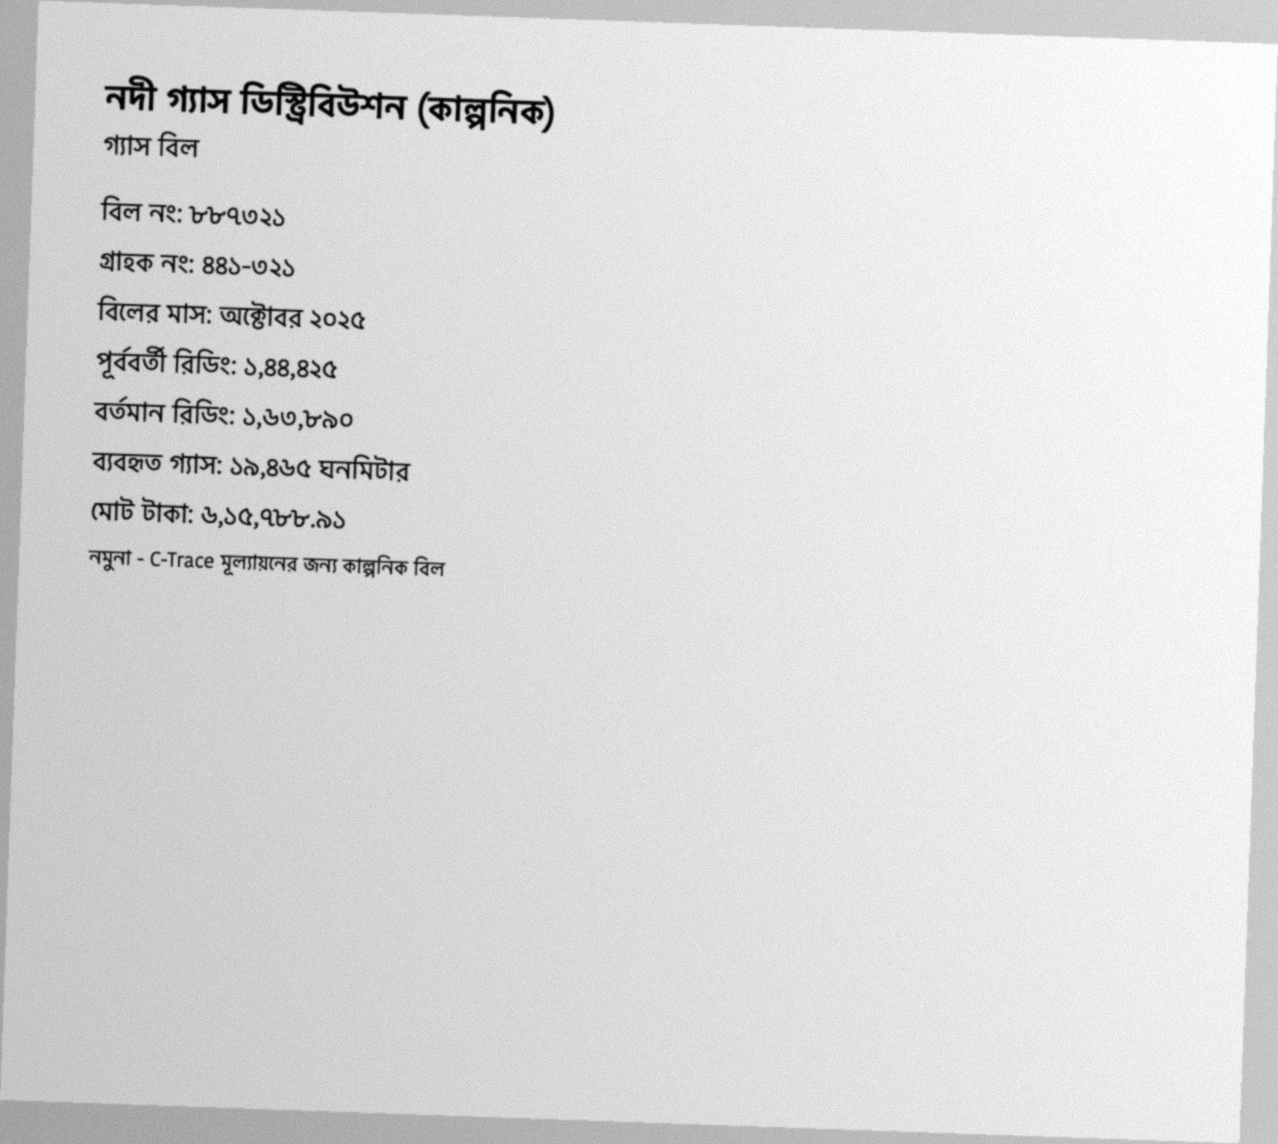 নদী গ্যাস ডিস্ট্রিবিউশন (কাল্পনিক)
গ্যাস বিল
বিল নং: ৮৮৭৩২১
গ্রাহক নং: ৪৪১-৩২১
বিলের মাস: অক্টোবর ২০২৫
পূর্ববর্তী রিডিং: ১,৪৪,৪২৫
বর্তমান রিডিং: ১,৬৩,৮৯০
ব্যবহৃত গ্যাস: ১৯,৪৬৫ ঘনমিটার
মোট টাকা: ৬,১৫,৭৮৮.৯১
নমুনা - C-Trace মূল্যায়নের জন্য কাল্পনিক বিল